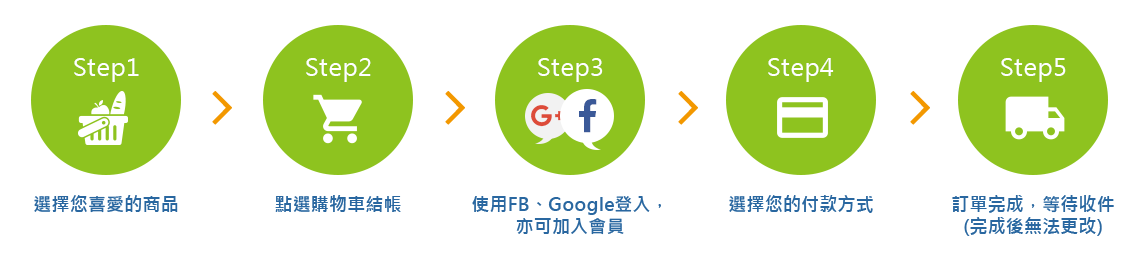 Step1
Step2
Step3
Step4
Step5
G+
f
選擇您喜愛的商品
點選購物車結帳
使用FB、Google登入，
亦可加入會員
選擇您的付款方式
訂單完成，等待收件
(完成後無法更改)